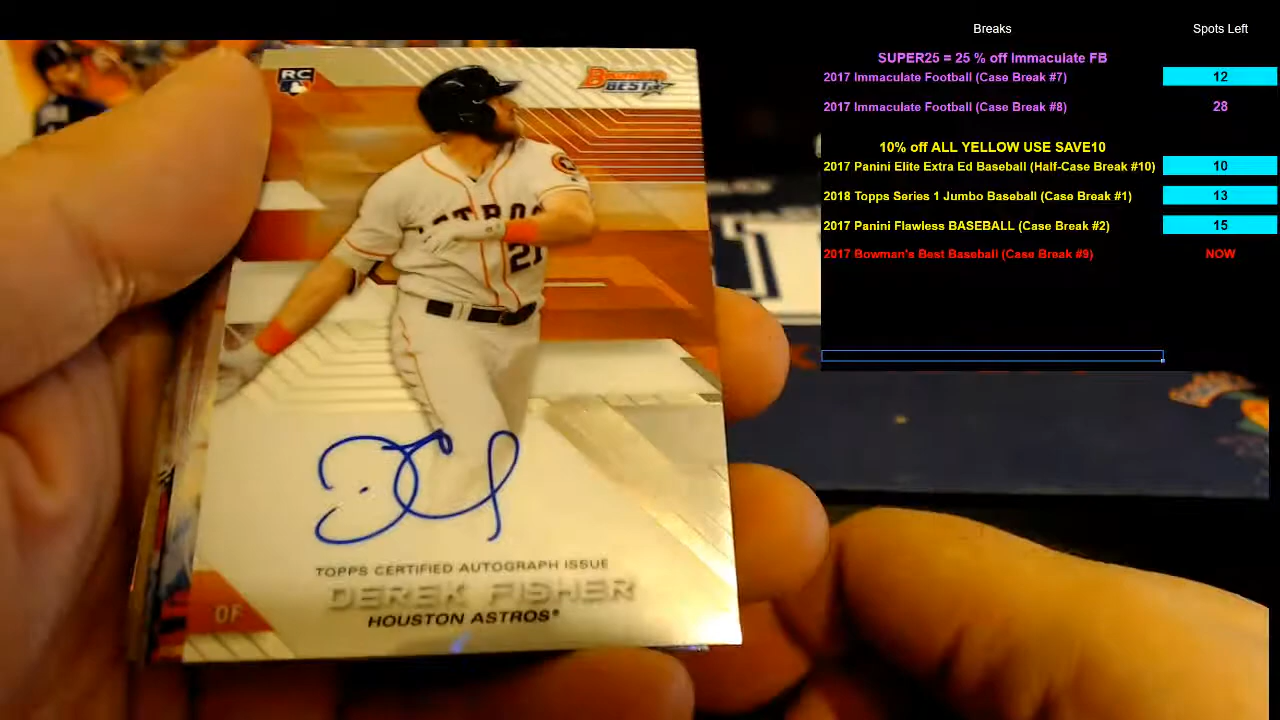 Breaks
Spots Left
SUPER25 = 25 % off Immaculate FB
2017 Immaculate Football (Case Break #7)
12
2017 Immaculate Football (Case Break #8)
28
10% off ALL YELLOW USE SAVE10
2017 Panini Elite Extra Ed Baseball (Half-Case Break #10)
10
2018 Topps Series 1 Jumbo Baseball (Case Break #1)
13
2017 Panini Flawless BASEBALL (Case Break #2)
15
2017 Bowman's Best Baseball (Case Break #9)
NOW
RC
Bowman's
BEST
ASTROS
21
TOPPS CERTIFIED AUTOGRAPH ISSUE
DEREK FISHER
OF
HOUSTON ASTROS®